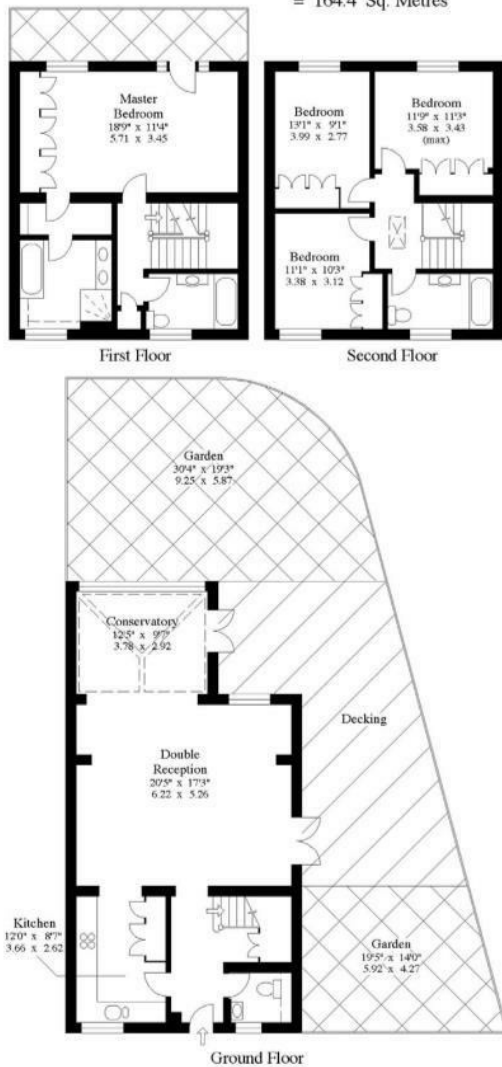 = 164.4 Sq. Metres
Master
Bedroom
18'9" x 11'4"
5.71 x 3.45
Bedroom
13'1" x 9'1"
3.99 x 2.77
Bedroom
11'9" x 11'3"
3.58 x 3.43
(max)
Bedroom
11'1" x 10'3"
3.38 x 3.12
First Floor
Second Floor
Garden
30'4" x 19'3"
9.25 x 5.87
Conservatory
12'5" x 9'7"
3.78 x 2.92
Decking
Double
Reception
20'5" x 17'3"
6.22 x 5.26
Kitchen
12'0" x 8'7"
3.66 x 2.62
Garden
19'5" x 14'0"
5.92 x 4.27
Ground Floor